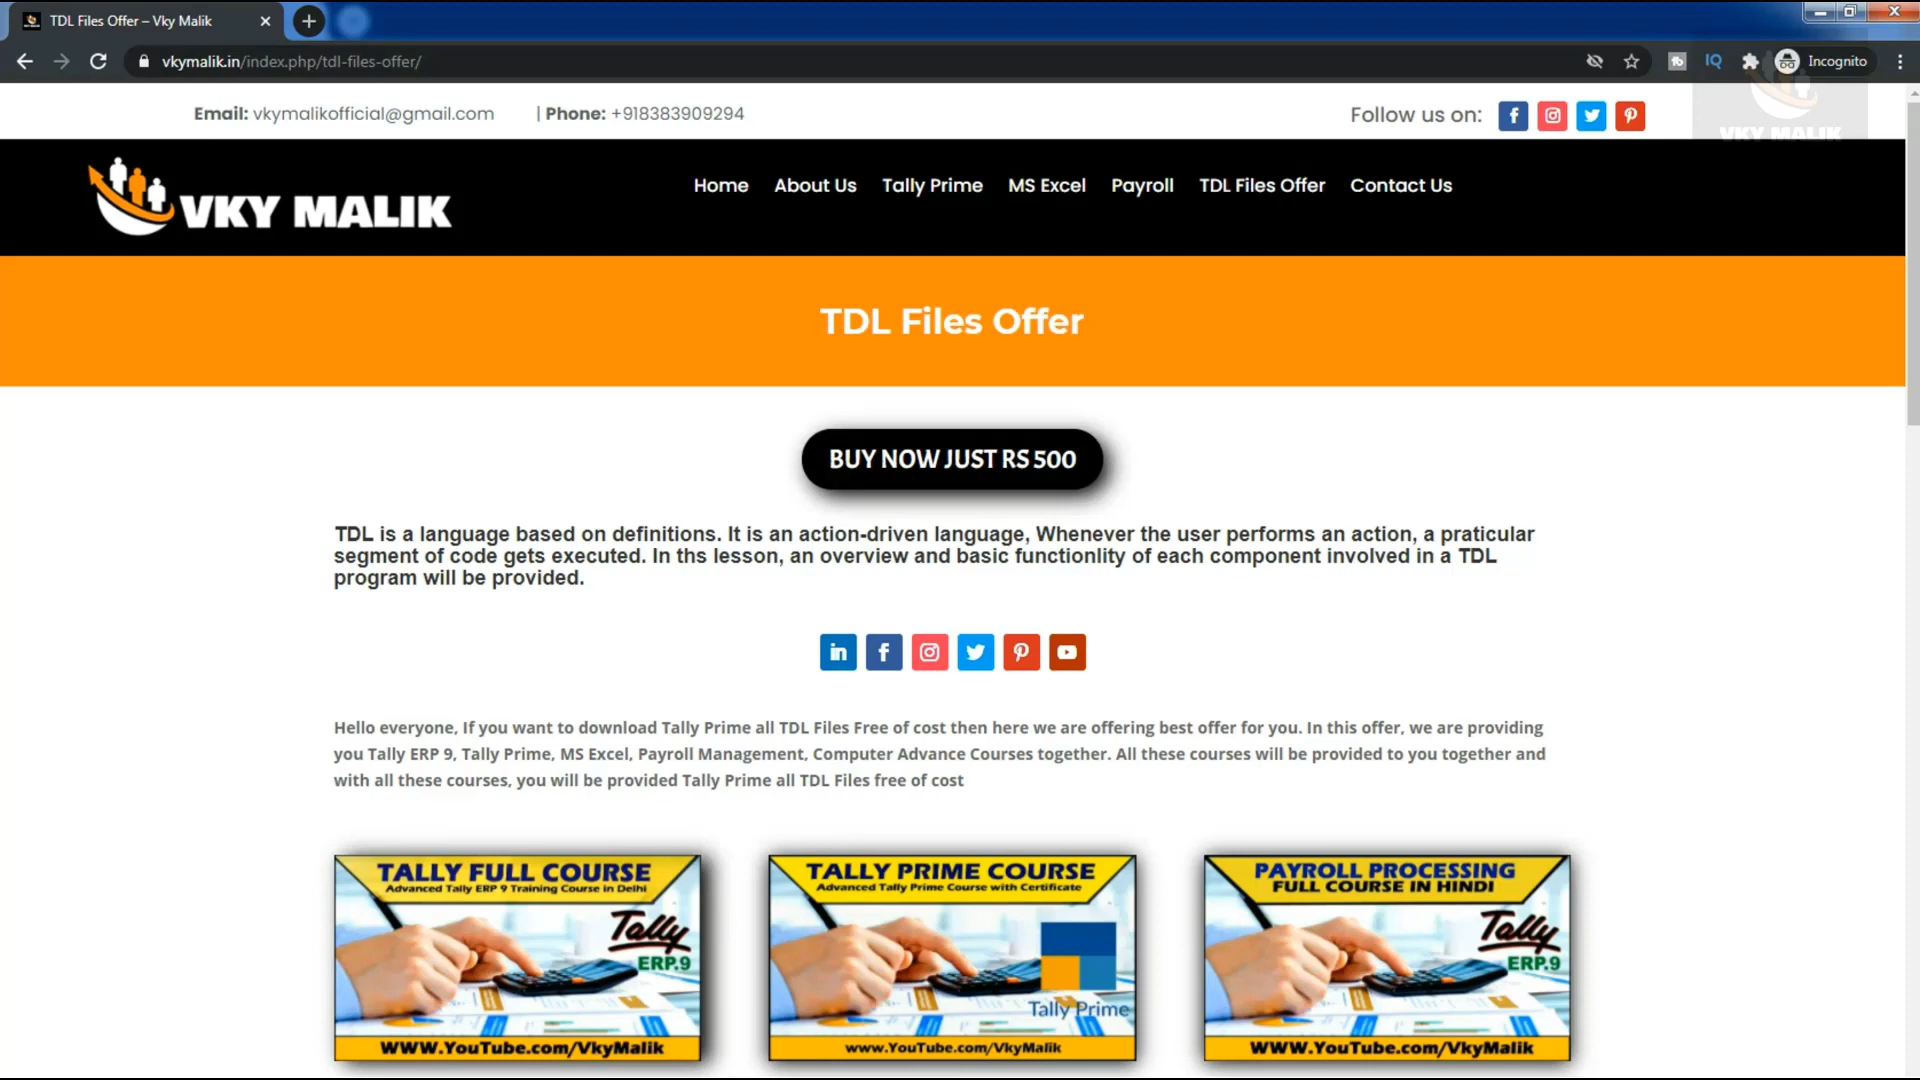 TDL Files Offer – Vky Malik
vkymalik.in/index.php/tdl-files-offer/
IQ
Incognito
Email: vkymalikofficial@gmail.com | Phone: +918383909294
Follow us on:
VKY MALIK
VKY MALIK
Home About Us Tally Prime MS Excel Payroll TDL Files Offer Contact Us
TDL Files Offer
BUY NOW JUST RS 500
TDL is a language based on definitions. It is an action-driven language, Whenever the user performs an action, a praticular
segment of code gets executed. In ths lesson, an overview and basic functionlity of each component involved in a TDL
program will be provided.
Hello everyone, If you want to download Tally Prime all TDL Files Free of cost then here we are offering best offer for you. In this offer, we are providing
you Tally ERP 9, Tally Prime, MS Excel, Payroll Management, Computer Advance Courses together. All these courses will be provided to you together and
with all these courses, you will be provided Tally Prime all TDL Files free of cost
TALLY FULL COURSE
Advanced Tally ERP 9 Training Course in Delhi
Tally
ERP.9
WWW.YouTube.com/VkyMalik
TALLY PRIME COURSE
Advanced Tally Prime Course with Certificate
Tally Prime
www.YouTube.com/VkyMalik
PAYROLL PROCESSING
FULL COURSE IN HINDI
Tally
ERP.9
WWW.YouTube.com/VkyMalik